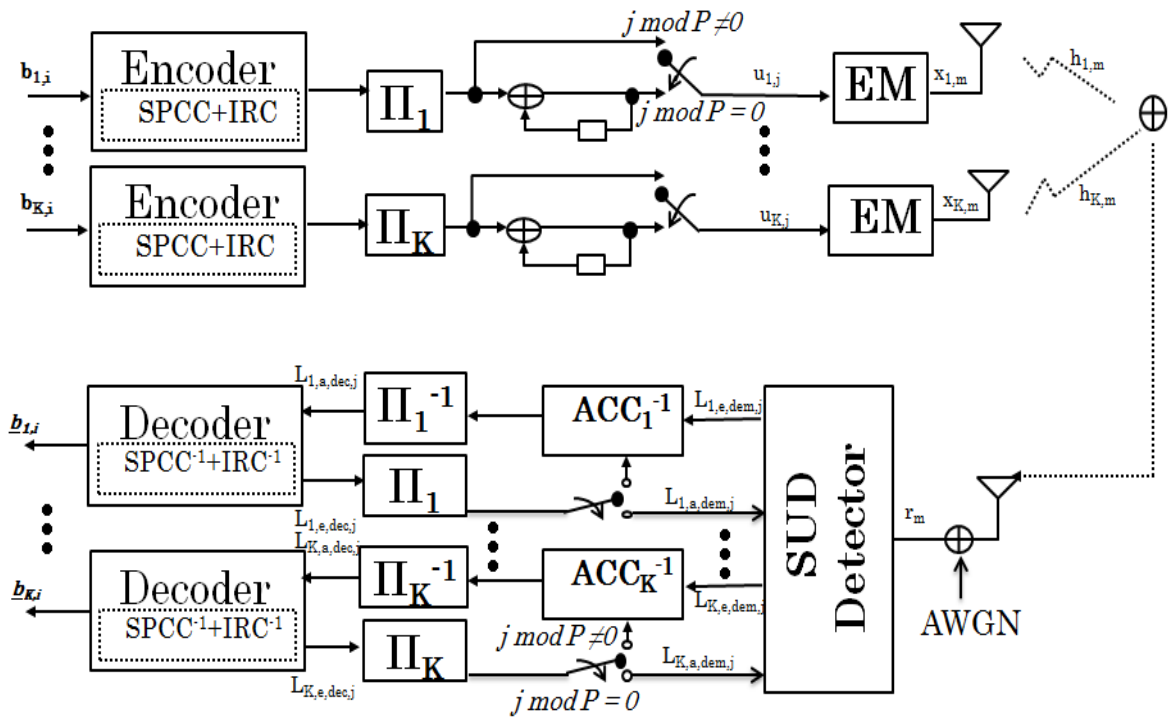 j mod P≠0
b1,i
Encoder
SPCC+IRC
Π1
j mod P = 0
u1,j
EM
x1,m
h1,m
bK,i
Encoder
SPCC+IRC
ΠK
uK,j
EM
xK,m
hK,m
b1,i
Decoder
SPCC-1+IRC-1
L1,a,dec,j
Π1-1
ACC1-1
L1,e,dem,j
Π1
L1,a,dem,j
L1,e,dec,j
SUD Detector
rm
AWGN
bK,i
Decoder
SPCC-1+IRC-1
LK,a,dec,j
ΠK-1
ACCK-1
LK,e,dem,j
j mod P≠0
ΠK
LK,a,dem,j
LK,e,dec,j
j mod P = 0